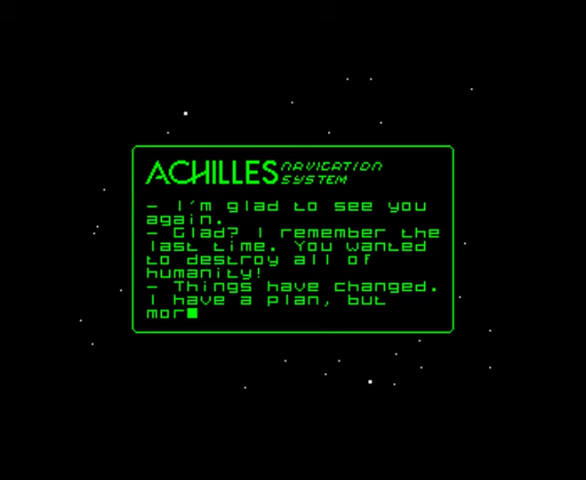 ACHILLES NAVIGATION
SYSTEM
- I'm glad to see you
again.
- Glad? I remember the
last time. You wanted
to destroy all of
humanity!
- Things have changed.
I have a plan, but
mor